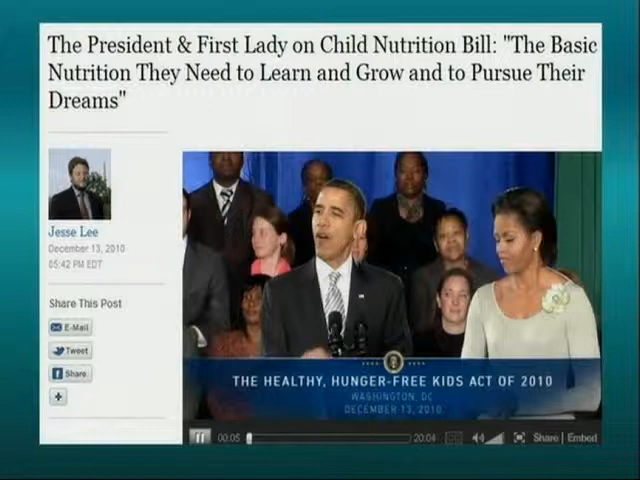 The President & First Lady on Child Nutrition Bill: "The Basic
Nutrition They Need to Learn and Grow and to Pursue Their
Dreams"
Jesse Lee
December 13, 2010
05:42 PM EDT
Share This Post
E-Mail
Tweet
f Share
+
THE HEALTHY, HUNGER-FREE KIDS ACT OF 2010
WASHINGTON, DC
DECEMBER 13, 2010
00:05
20:04
Share
Embed